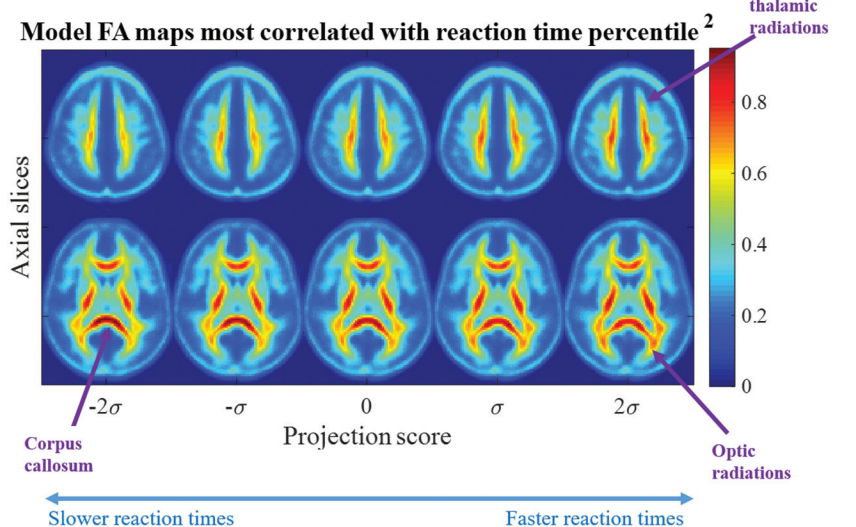 thalamic
radiations
Model FA maps most correlated with reaction time percentile 2
Axial slices
0.8
0.6
0.4
0.2
0
-2σ -σ 0 σ 2σ
Projection score
Corpus
callosum
Optic
radiations
Slower reaction times Faster reaction times